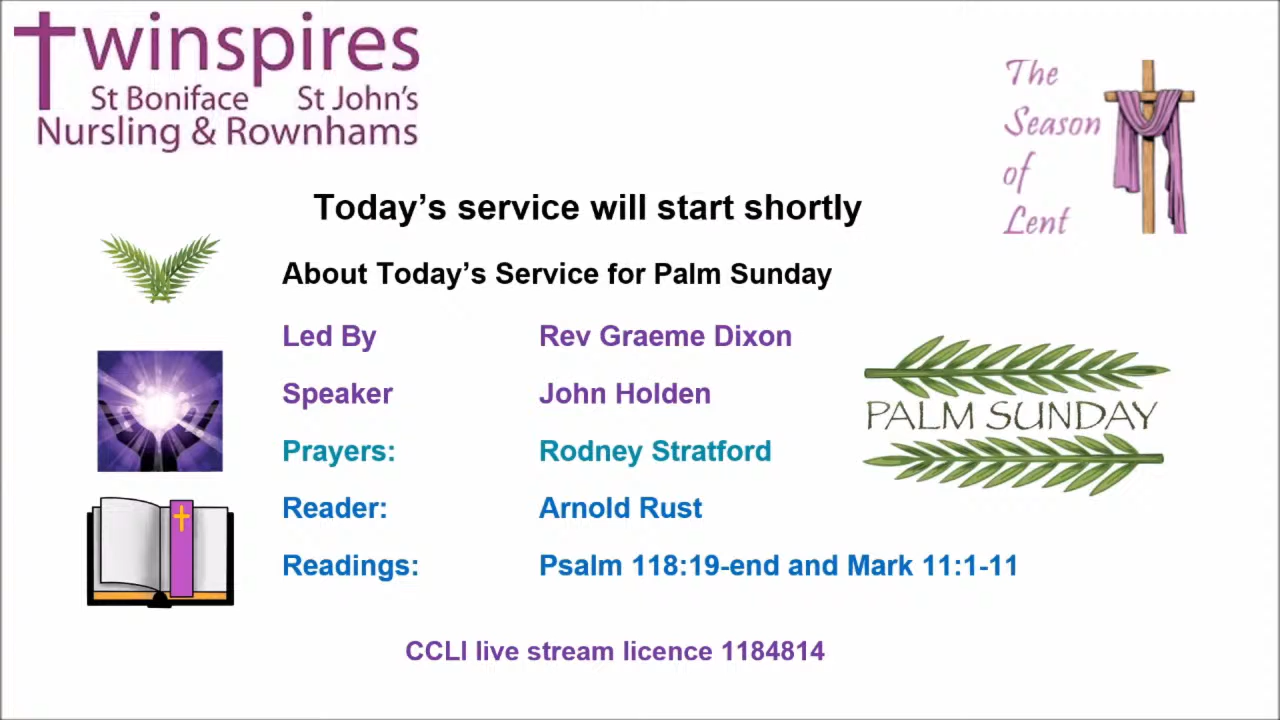 twinspires
St Boniface St John's
Nursling & Rownhams
The
Season
of
Lent
Today's service will start shortly
About Today's Service for Palm Sunday
Led By Rev Graeme Dixon
Speaker John Holden
Prayers: Rodney Stratford
Reader: Arnold Rust
Readings: Psalm 118:19-end and Mark 11:1-11
PALM SUNDAY
CCLI live stream licence 1184814